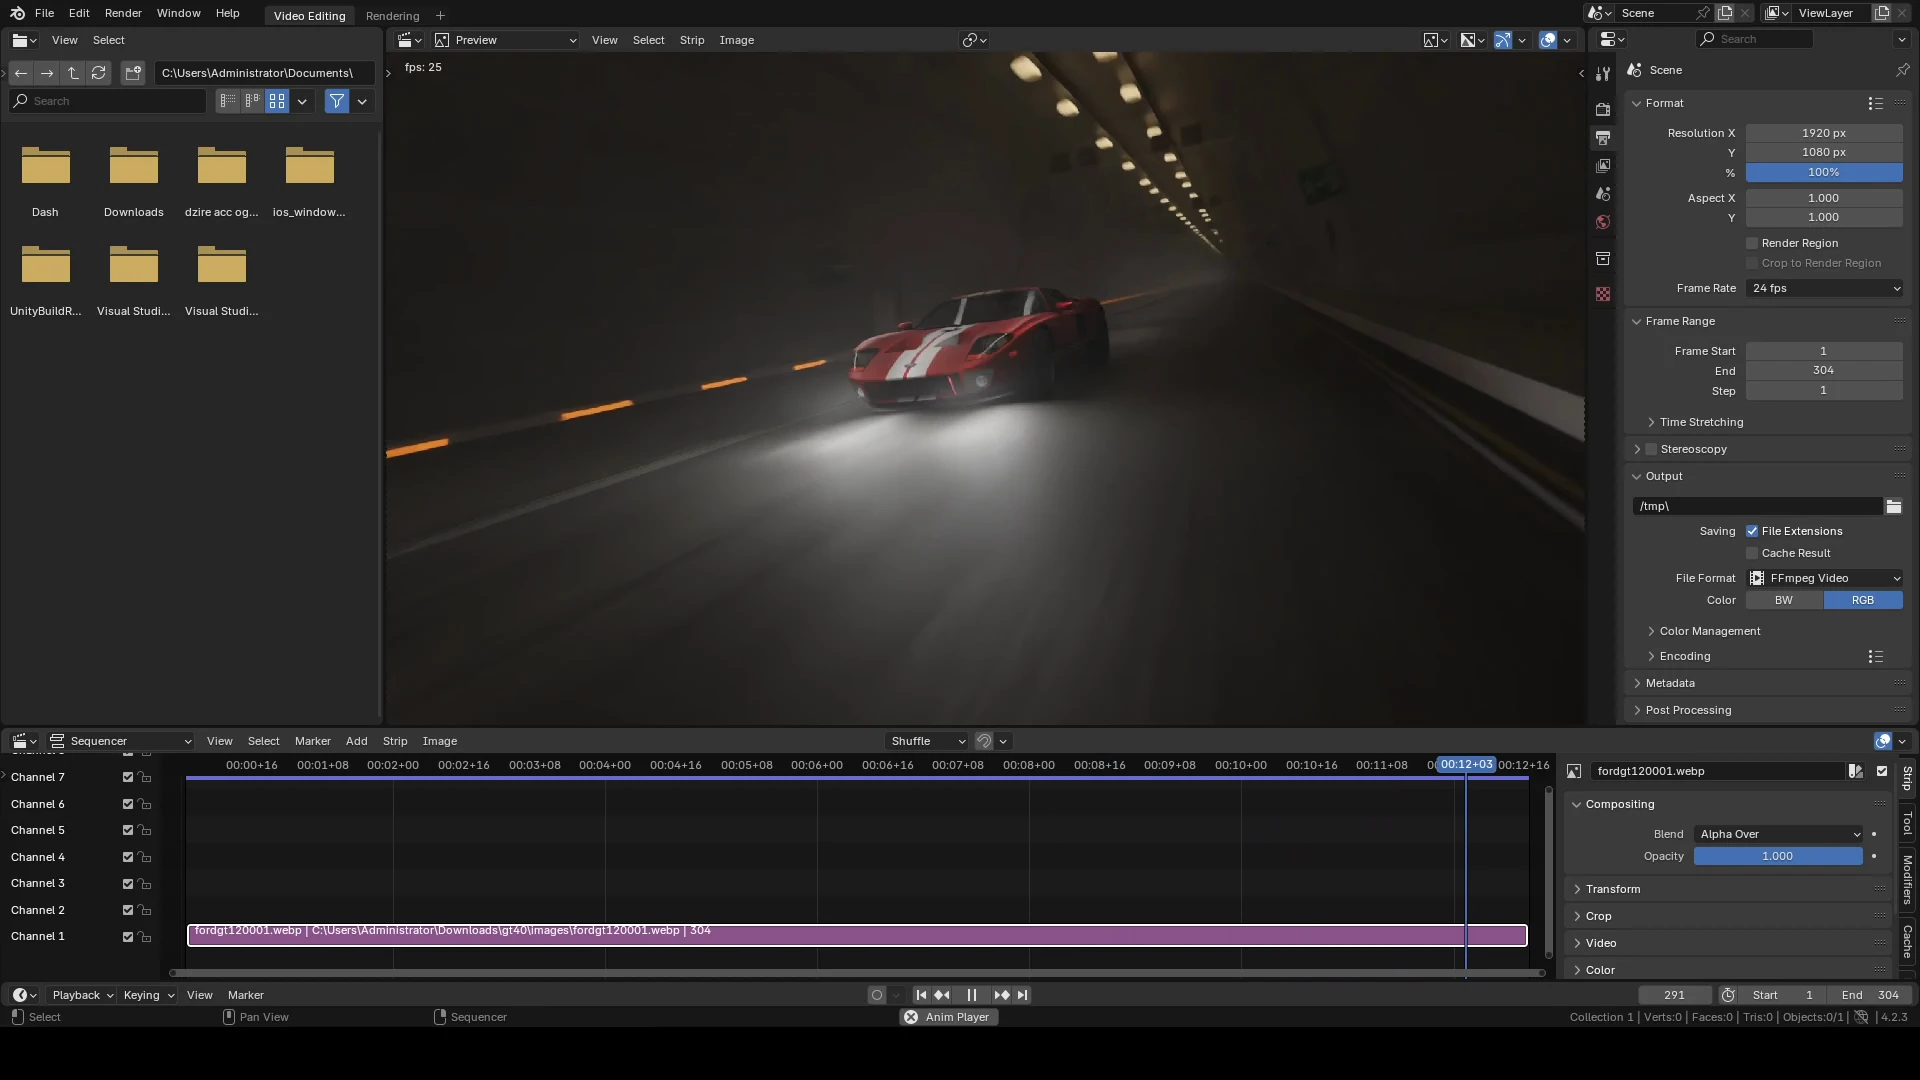 File Edit Render Window Help
Video Editing Rendering +
Scene
ViewLayer
View Select
Preview
View Select Strip Image
Search
C:\Users\Administrator\Documents\
Search
fps: 25
Dash Downloads dzire acc og... ios_window...
UnityBuildR... Visual Studi... Visual Studi...
Scene
Format
Resolution X 1920 px
Y 1080 px
% 100%
Aspect X 1.000
Y 1.000
Render Region
Crop to Render Region
Frame Rate 24 fps
Frame Range
Frame Start 1
End 304
Step 1
Time Stretching
Stereoscopy
Output
/tmp\
Saving File Extensions
Cache Result
File Format FFmpeg Video
Color BW RGB
Color Management
Encoding
Metadata
Post Processing
Sequencer View Select Marker Add Strip Image Shuffle
00:00+16 00:01+08 00:02+00 00:02+16 00:03+08 00:04+00 00:04+16 00:05+08 00:06+00 00:06+16 00:07+08 00:08+00 00:08+16 00:09+08 00:10+00 00:10+16 00:11+08 00:12+03 00:12+16
Channel 7
Channel 6
Channel 5
Channel 4
Channel 3
Channel 2
Channel 1
fordgt120001.webp | C:\Users\Administrator\Downloads\gt40\images\fordgt120001.webp | 304
fordgt120001.webp
Compositing
Blend Alpha Over
Opacity 1.000
Transform
Crop
Video
Color
Strip
Tool
Modifiers
Cache
Playback Keying View Marker
291 Start 1 End 304
Select Pan View Sequencer Anim Player
Collection 1 | Verts:0 | Faces:0 | Tris:0 | Objects:0/1 | 4.2.3